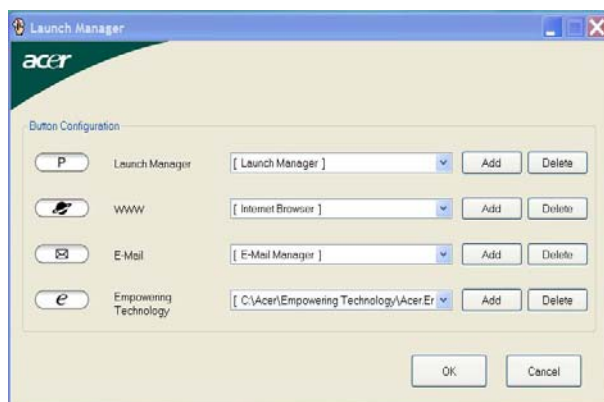 Launch Manager
acer
Button Configuration
P Launch Manager [ Launch Manager ] Add Delete
WWW [ Internet Browser ] Add Delete
E-Mail [ E-Mail Manager ] Add Delete
e Empowering Technology [ C:\Acer\Empowering Technology\Acer.Er Add Delete
OK Cancel